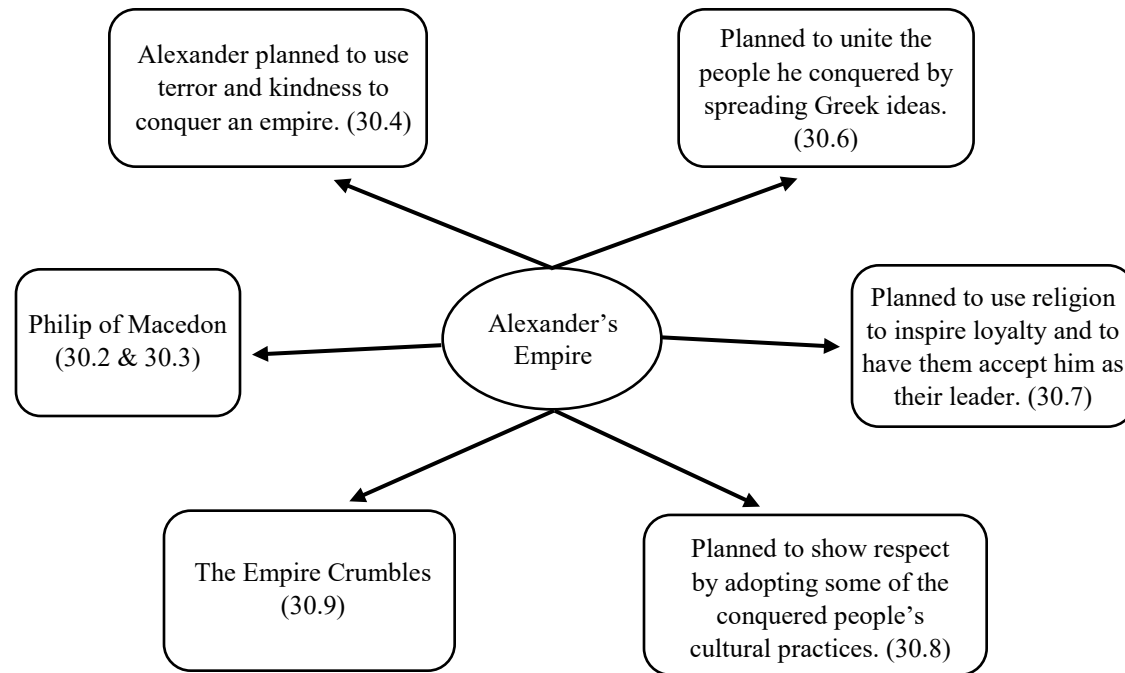 Alexander planned to use
terror and kindness to
conquer an empire. (30.4)
Planned to unite the
people he conquered by
spreading Greek ideas.
(30.6)
Philip of Macedon
(30.2 & 30.3)
Alexander’s
Empire
Planned to use religion
to inspire loyalty and to
have them accept him as
their leader. (30.7)
The Empire Crumbles
(30.9)
Planned to show respect
by adopting some of the
conquered people’s
cultural practices. (30.8)